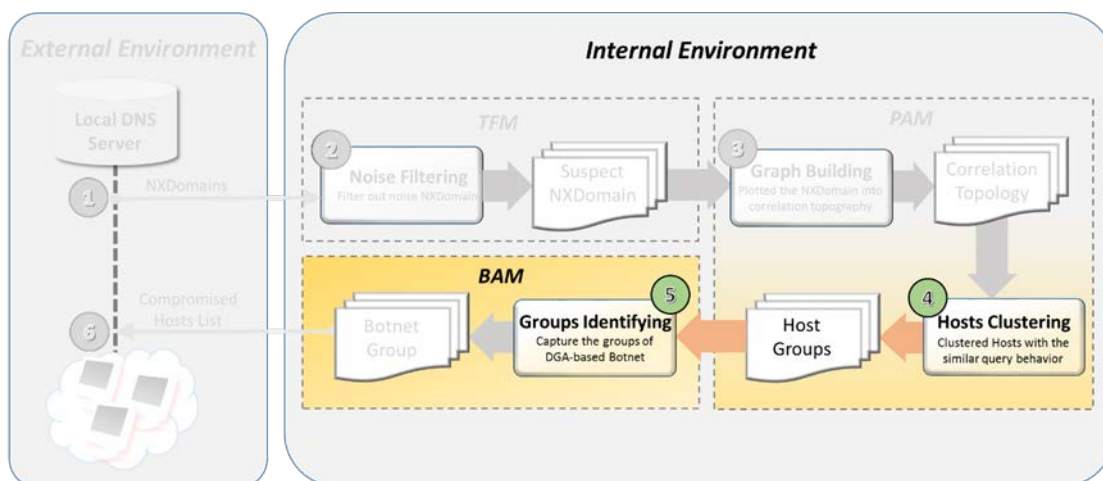 External Environment
Internal Environment
Local DNS
Server
TFM
PAM
1
NXDomains
2
Noise Filtering
Filter out noise NXDomain
Suspect
NXDomain
3
Graph Building
Plotted the NXDomain into
correlation topography
Correlation
Topology
BAM
4
Hosts Clustering
Clustered Hosts with the
similar query behavior
Host
Groups
5
Groups Identifying
Capture the groups of
DGA-based Botnet
Botnet
Group
Compromised
Hosts List
6